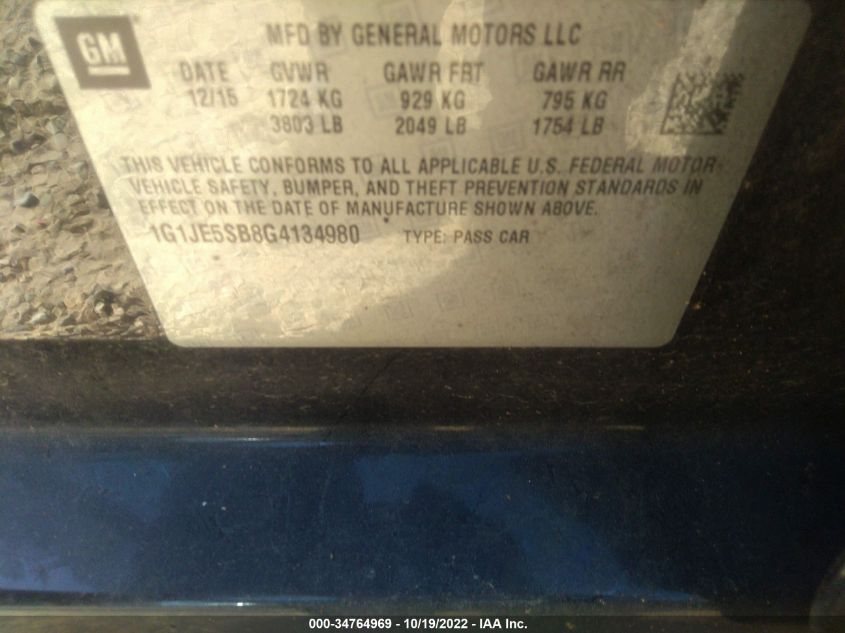 GM
MFD BY GENERAL MOTORS LLC
DATE GVWR GAWR FRT GAWR RR
12/15 1724 KG 929 KG 795 KG
3803 LB 2049 LB 1754 LB
THIS VEHICLE CONFORMS TO ALL APPLICABLE U.S. FEDERAL MOTOR
VEHICLE SAFETY, BUMPER, AND THEFT PREVENTION STANDARDS IN
EFFECT ON THE DATE OF MANUFACTURE SHOWN ABOVE.
1G1JE5SB8G4134980 TYPE: PASS CAR
000-34764969 - 10/19/2022 - IAA Inc.